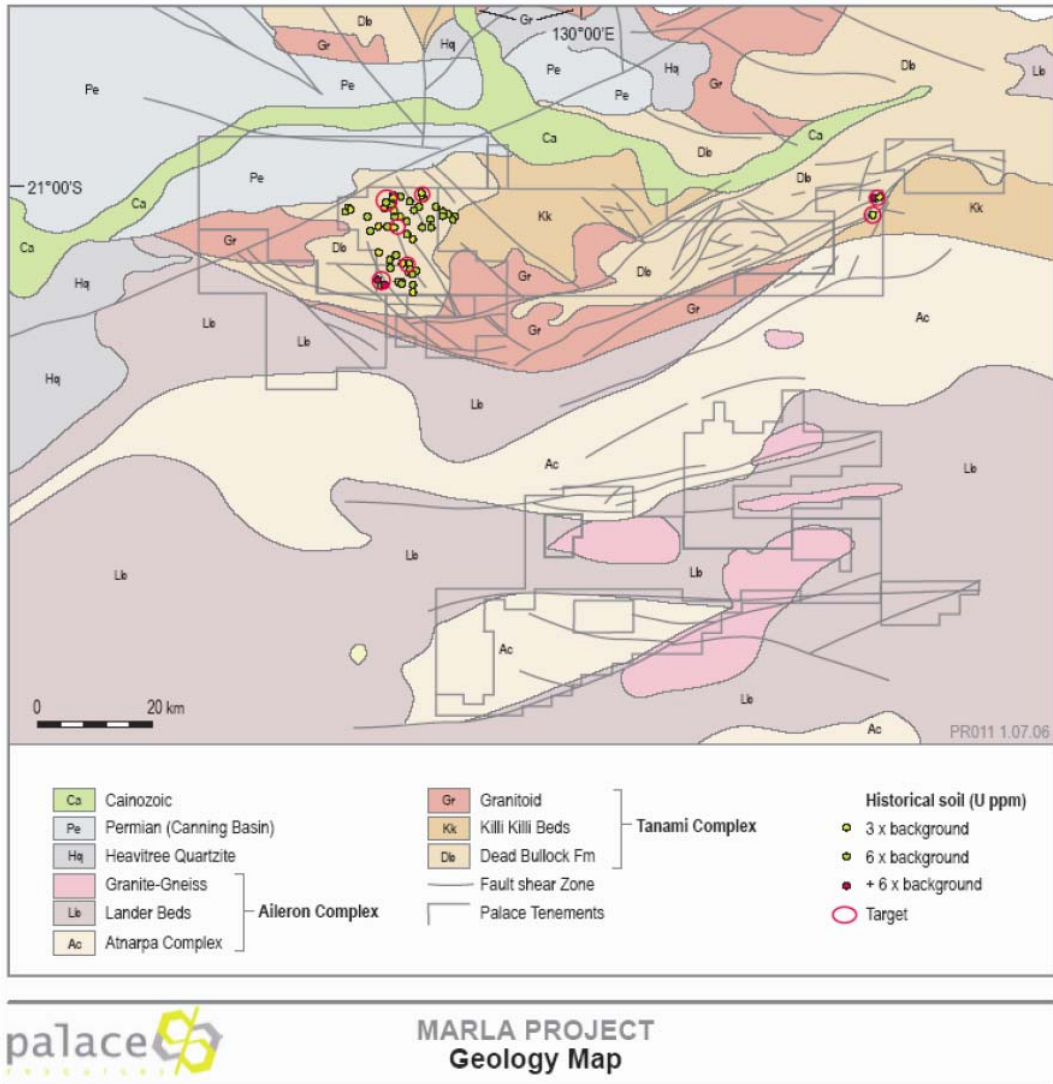 Db
Gr
130°00'E
Gr
Hq
Pe
Pe
Pe
Hq
Gr
Db
Lb
Ca
Ca
Db
21°00'S
Pe
Db
Ca
Kk
Kk
Ca
Gr
Db
Db
Hq
Gr
Gr
Gr
Lb
Lb
Ac
Hq
Lb
Ac
Lb
Lb
Lb
Lb
Ac
Lb
0 20 km
Ac
PR011 1.07.06
Ca Cainozoic
Pe Permian (Canning Basin)
Hq Heavitree Quartzite
Granite-Gneiss
Lb Lander Beds
Ac Atnarpa Complex
Aileron Complex
Gr Granitoid
Kk Killi Killi Beds
Db Dead Bullock Fm
Tanami Complex
Fault shear Zone
Palace Tenements
Historical soil (U ppm)
3 x background
6 x background
+ 6 x background
Target
palace
MARLA PROJECT
Geology Map